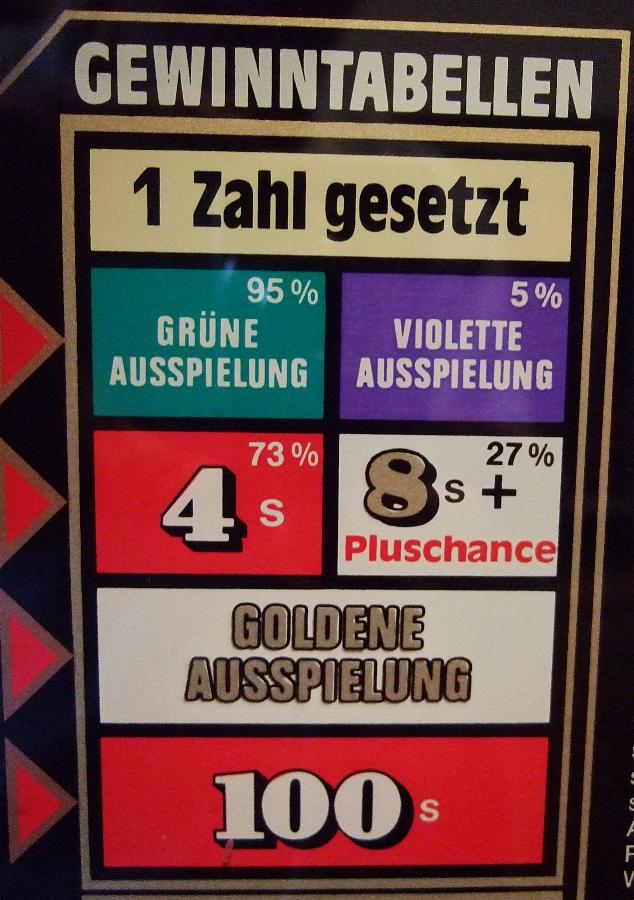 GEWINNTABELLEN
1 Zahl gesetzt
95 %
GRÜNE
AUSSPIELUNG
5 %
VIOLETTE
AUSSPIELUNG
73 %
4 s
27 %
8 s +
Pluschance
GOLDENE
AUSSPIELUNG
100 s